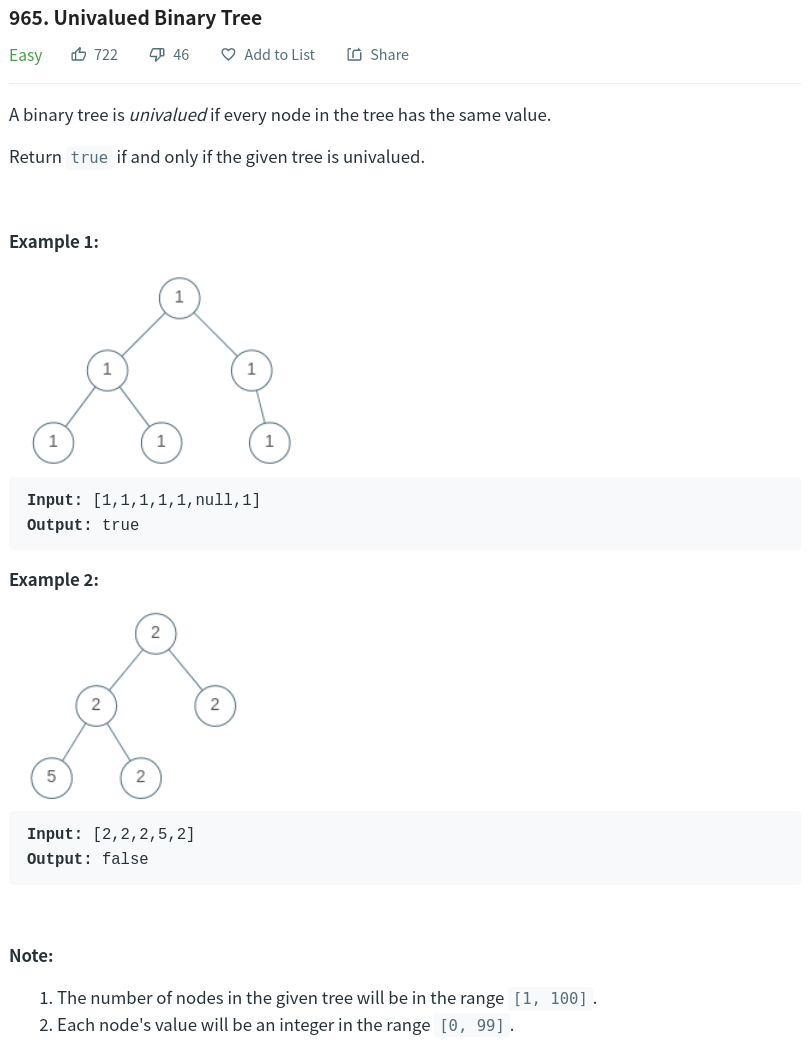 965. Univalued Binary Tree
Easy 722 46 Add to List Share
A binary tree is univalued if every node in the tree has the same value.
Return true if and only if the given tree is univalued.
Example 1:
1
1 1
1 1 1
Input: [1,1,1,1,1,null,1]
Output: true
Example 2:
2
2 2
5 2
Input: [2,2,2,5,2]
Output: false
Note:
1. The number of nodes in the given tree will be in the range [1, 100].
2. Each node's value will be an integer in the range [0, 99].